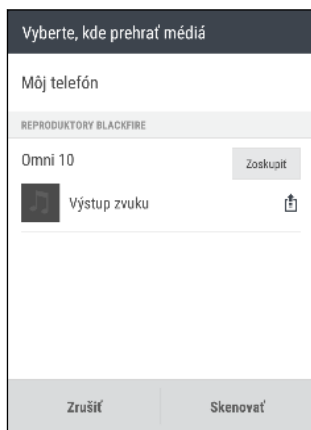 Vyberte, kde prehrať médiá
Môj telefón
REPRODUKTORY BLACKFIRE
Omni 10
Zoskupiť
Výstup zvuku
Zrušiť
Skenovať